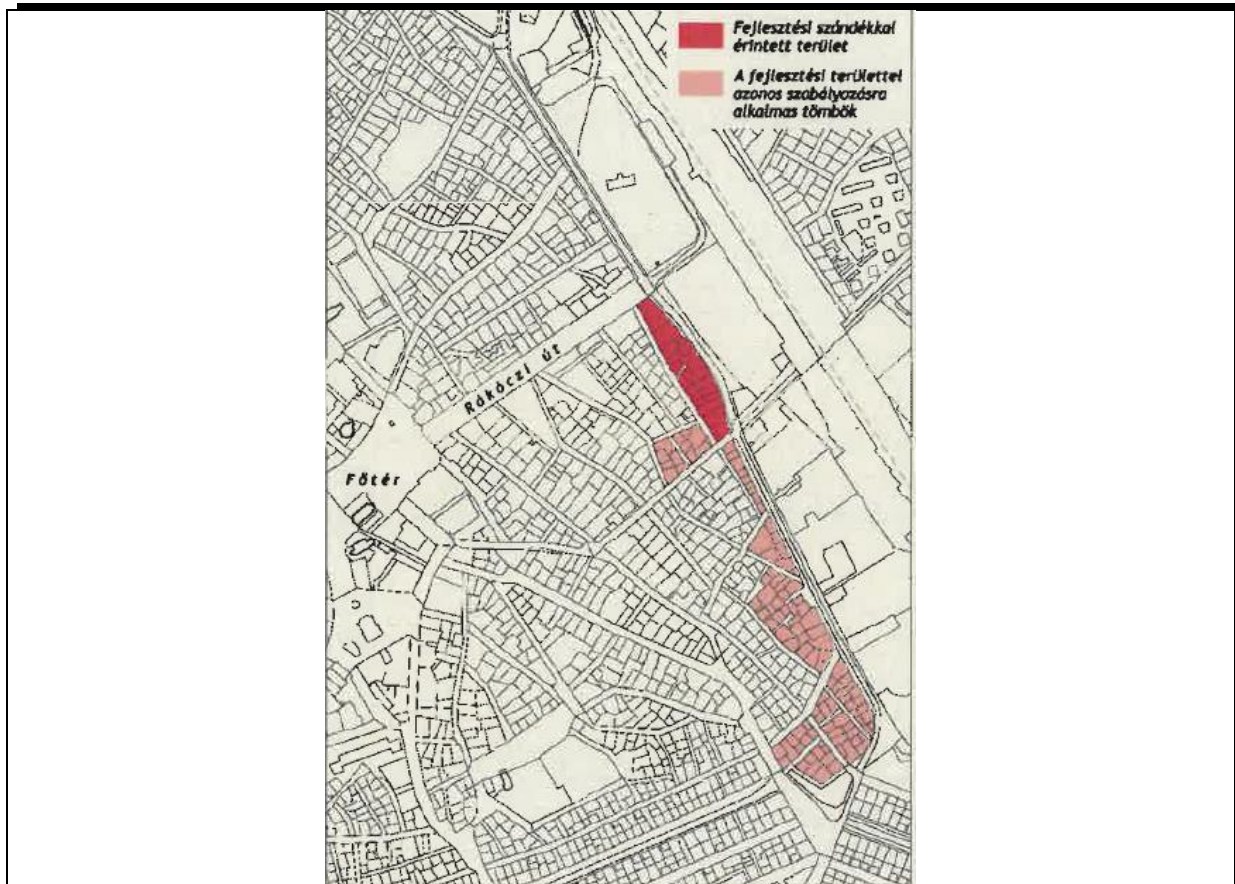 Fejlesztési szándékkal
érintett terület
A fejlesztési területtel
azonos szabályozásra
alkalmas tömbök
Rákóczi út
Főtér